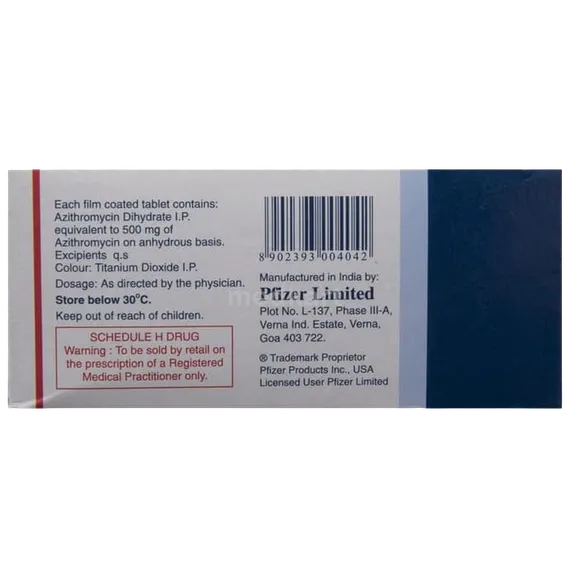 Each film coated tablet contains:
Azithromycin Dihydrate I.P.
equivalent to 500 mg of
Azithromycin on anhydrous basis.
Excipients q.s
Colour: Titanium Dioxide I.P.
Dosage: As directed by the physician.
Store below 30°C.
Keep out of reach of children.
SCHEDULE H DRUG
Warning : To be sold by retail on
the prescription of a Registered
Medical Practitioner only.
8 902393 004042
Manufactured in India by:
Pfizer Limited
Plot No. L-137, Phase III-A,
Verna Ind. Estate, Verna,
Goa 403 722.
® Trademark Proprietor
Pfizer Products Inc., USA
Licensed User Pfizer Limited